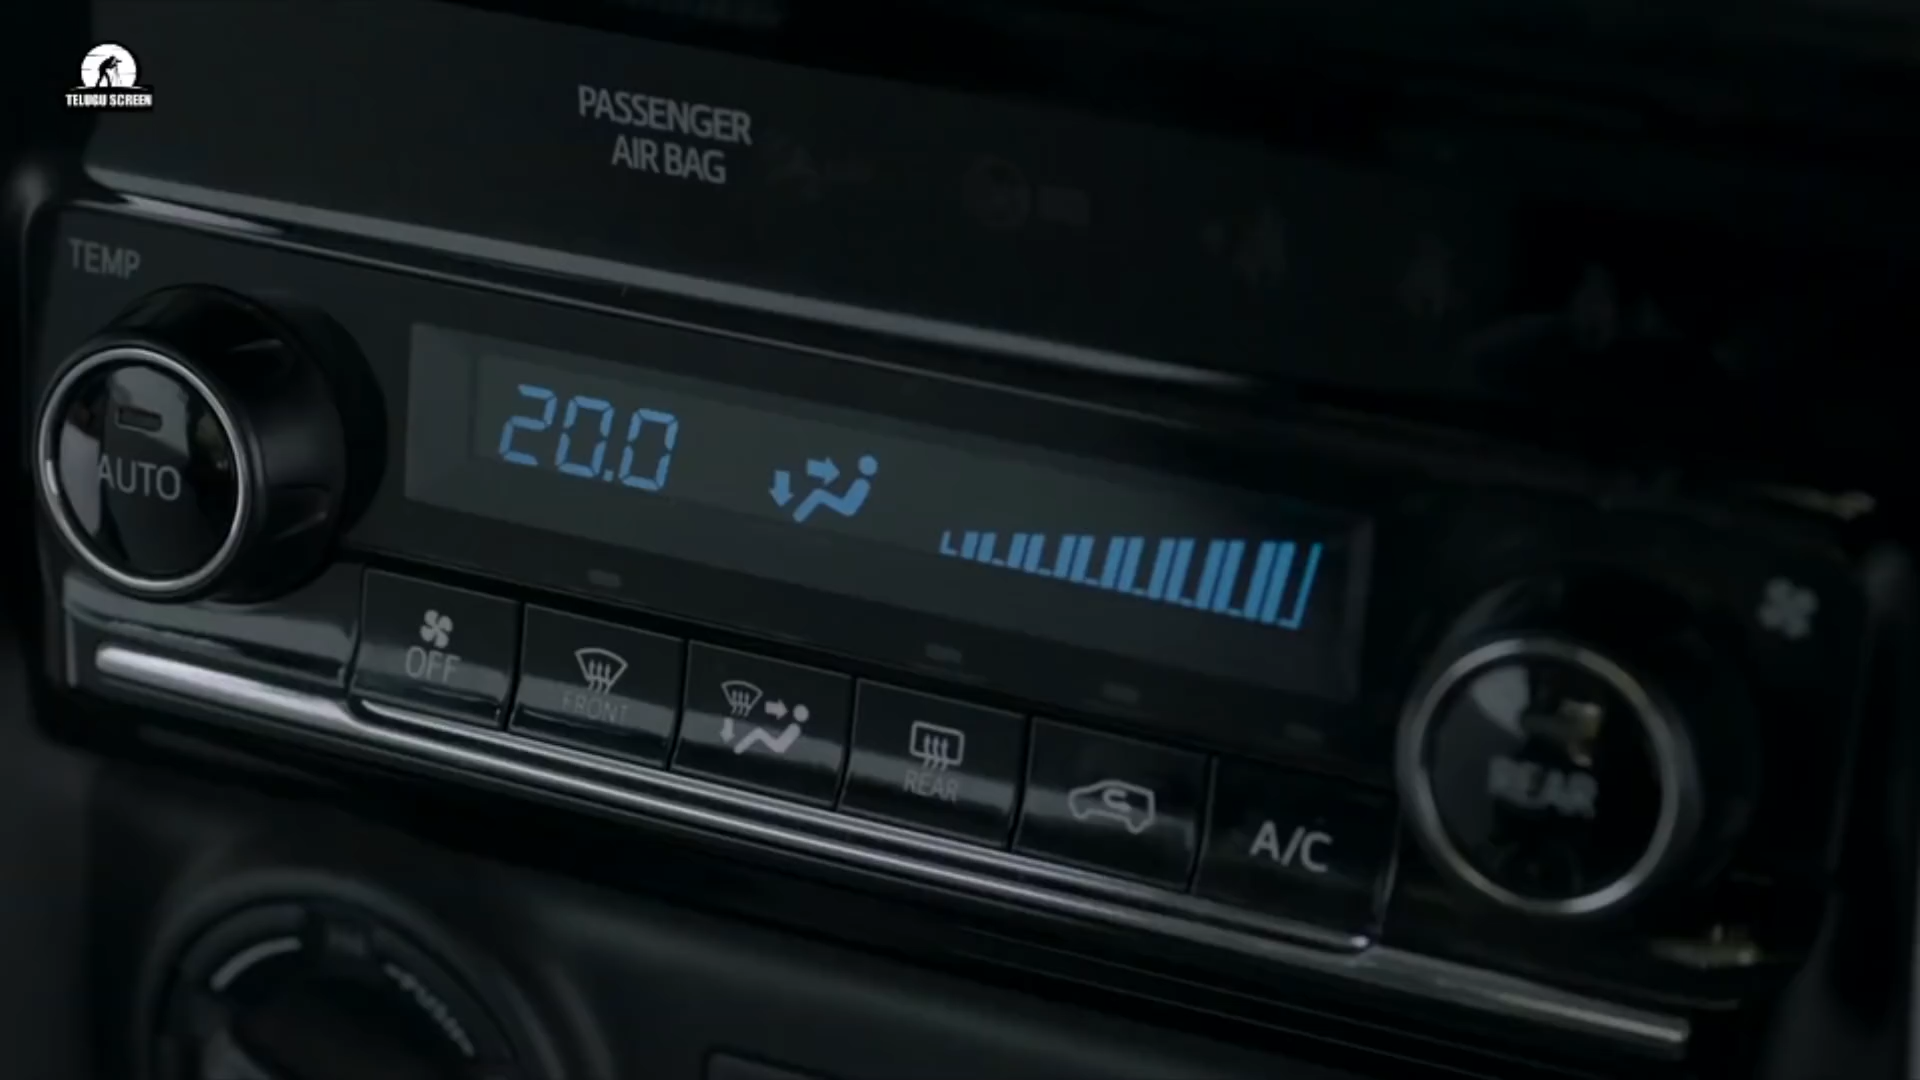 TELUGU SCREEN
PASSENGER
AIR BAG
TEMP
AUTO
20.0
OFF
FRONT
REAR
A/C
REAR